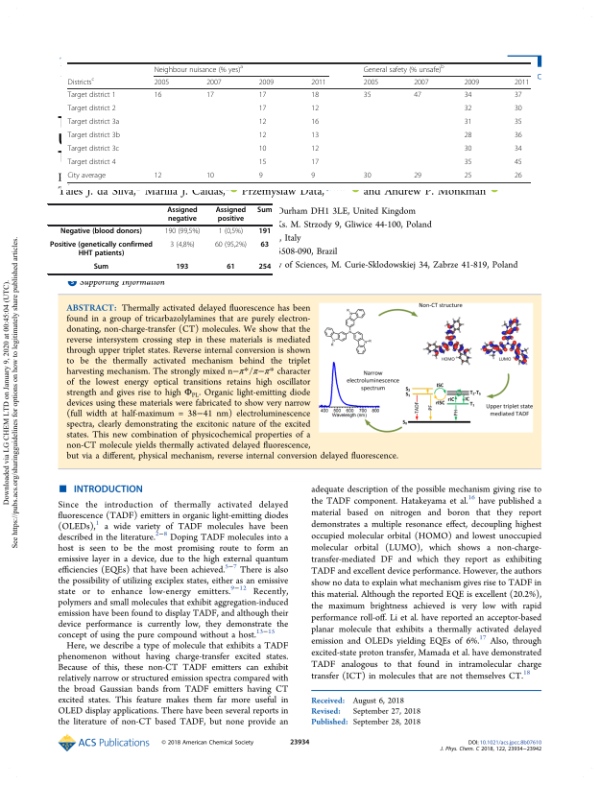 Neighbour nuisance (% yes)a General safety (% unsafe)b
Districtsc 2005 2007 2009 2011 2005 2007 2009 2011
Target district 1 16 17 17 18 35 47 34 37
Target district 2 17 12 32 30
Target district 3a 12 16 31 35
Target district 3b 12 13 28 36
Target district 3c 10 12 30 34
Target district 4 15 17 35 45
City average 12 10 9 9 30 29 25 26
Tales J. da Silva, Marilia J. Caldas, Przemyslaw Data, and Andrew P. Monkman
Assigned negative Assigned positive Sum
Negative (blood donors) 190 (99,5%) 1 (0,5%) 191
Positive (genetically confirmed HHT patients) 3 (4,8%) 60 (95,2%) 63
Sum 193 61 254
Durham DH1 3LE, United Kingdom
Ks. M. Strzody 9, Gliwice 44-100, Poland
, Italy
5508-090, Brazil
of Sciences, M. Curie-Sklodowskiej 34, Zabrze 41-819, Poland
Supporting Information
ABSTRACT: Thermally activated delayed fluorescence has been
found in a group of tricarbazolylamines that are purely electron-
donating, non-charge-transfer (CT) molecules. We show that the
reverse intersystem crossing step in these materials is mediated
through upper triplet states. Reverse internal conversion is shown
to be the thermally activated mechanism behind the triplet
harvesting mechanism. The strongly mixed n−π*/π−π* character
of the lowest energy optical transitions retains high oscillator
strength and gives rise to high ΦPL. Organic light-emitting diode
devices using these materials were fabricated to show very narrow
(full width at half-maximum = 38−41 nm) electroluminescence
spectra, clearly demonstrating the excitonic nature of the excited
states. This new combination of physicochemical properties of a
non-CT molecule yields thermally activated delayed fluorescence,
but via a different, physical mechanism, reverse internal conversion delayed fluorescence.
Non-CT structure
HOMO LUMO
Narrow
electroluminescence
spectrum
400 500 600 700 800
Wavelength (nm)
TADF
Upper triplet state
mediated TADF
INTRODUCTION
Since the introduction of thermally activated delayed
fluorescence (TADF) emitters in organic light-emitting diodes
(OLEDs),1 a wide variety of TADF molecules have been
described in the literature.2−8 Doping TADF molecules into a
host is seen to be the most promising route to form an
emissive layer in a device, due to the high external quantum
efficiencies (EQEs) that have been achieved.3−7 There is also
the possibility of utilizing exciplex states, either as an emissive
state or to enhance low-energy emitters.9−12 Recently,
polymers and small molecules that exhibit aggregation-induced
emission have been found to display TADF, and although their
device performance is currently low, they demonstrate the
concept of using the pure compound without a host.13−15
Here, we describe a type of molecule that exhibits a TADF
phenomenon without having charge-transfer excited states.
Because of this, these non-CT TADF emitters can exhibit
relatively narrow or structured emission spectra compared with
the broad Gaussian bands from TADF emitters having CT
excited states. This feature makes them far more useful in
OLED display applications. There have been several reports in
the literature of non-CT based TADF, but none provide an
adequate description of the possible mechanism giving rise to
the TADF component. Hatakeyama et al.16 have published a
material based on nitrogen and boron that they report
demonstrates a multiple resonance effect, decoupling highest
occupied molecular orbital (HOMO) and lowest unoccupied
molecular orbital (LUMO), which shows a non-charge-
transfer-mediated DF and which they report as exhibiting
TADF and excellent device performance. However, the authors
show no data to explain what mechanism gives rise to TADF in
this material. Although the reported EQE is excellent (20.2%),
the maximum brightness achieved is very low with rapid
performance roll-off. Li et al. have reported an acceptor-based
planar molecule that exhibits a thermally activated delayed
emission and OLEDs yielding EQEs of 6%.17 Also, through
excited-state proton transfer, Mamada et al. have demonstrated
TADF analogous to that found in intramolecular charge
transfer (ICT) in molecules that are not themselves CT.18
Received: August 6, 2018
Revised: September 27, 2018
Published: September 28, 2018
ACS Publications © 2018 American Chemical Society 23934 DOI: 10.1021/acs.jpcc.8b07610
J. Phys. Chem. C 2018, 122, 23934−23942
Downloaded via LG CHEM LTD on January 9, 2020 at 00:45:04 (UTC).
See https://pubs.acs.org/sharingguidelines for options on how to legitimately share published articles.